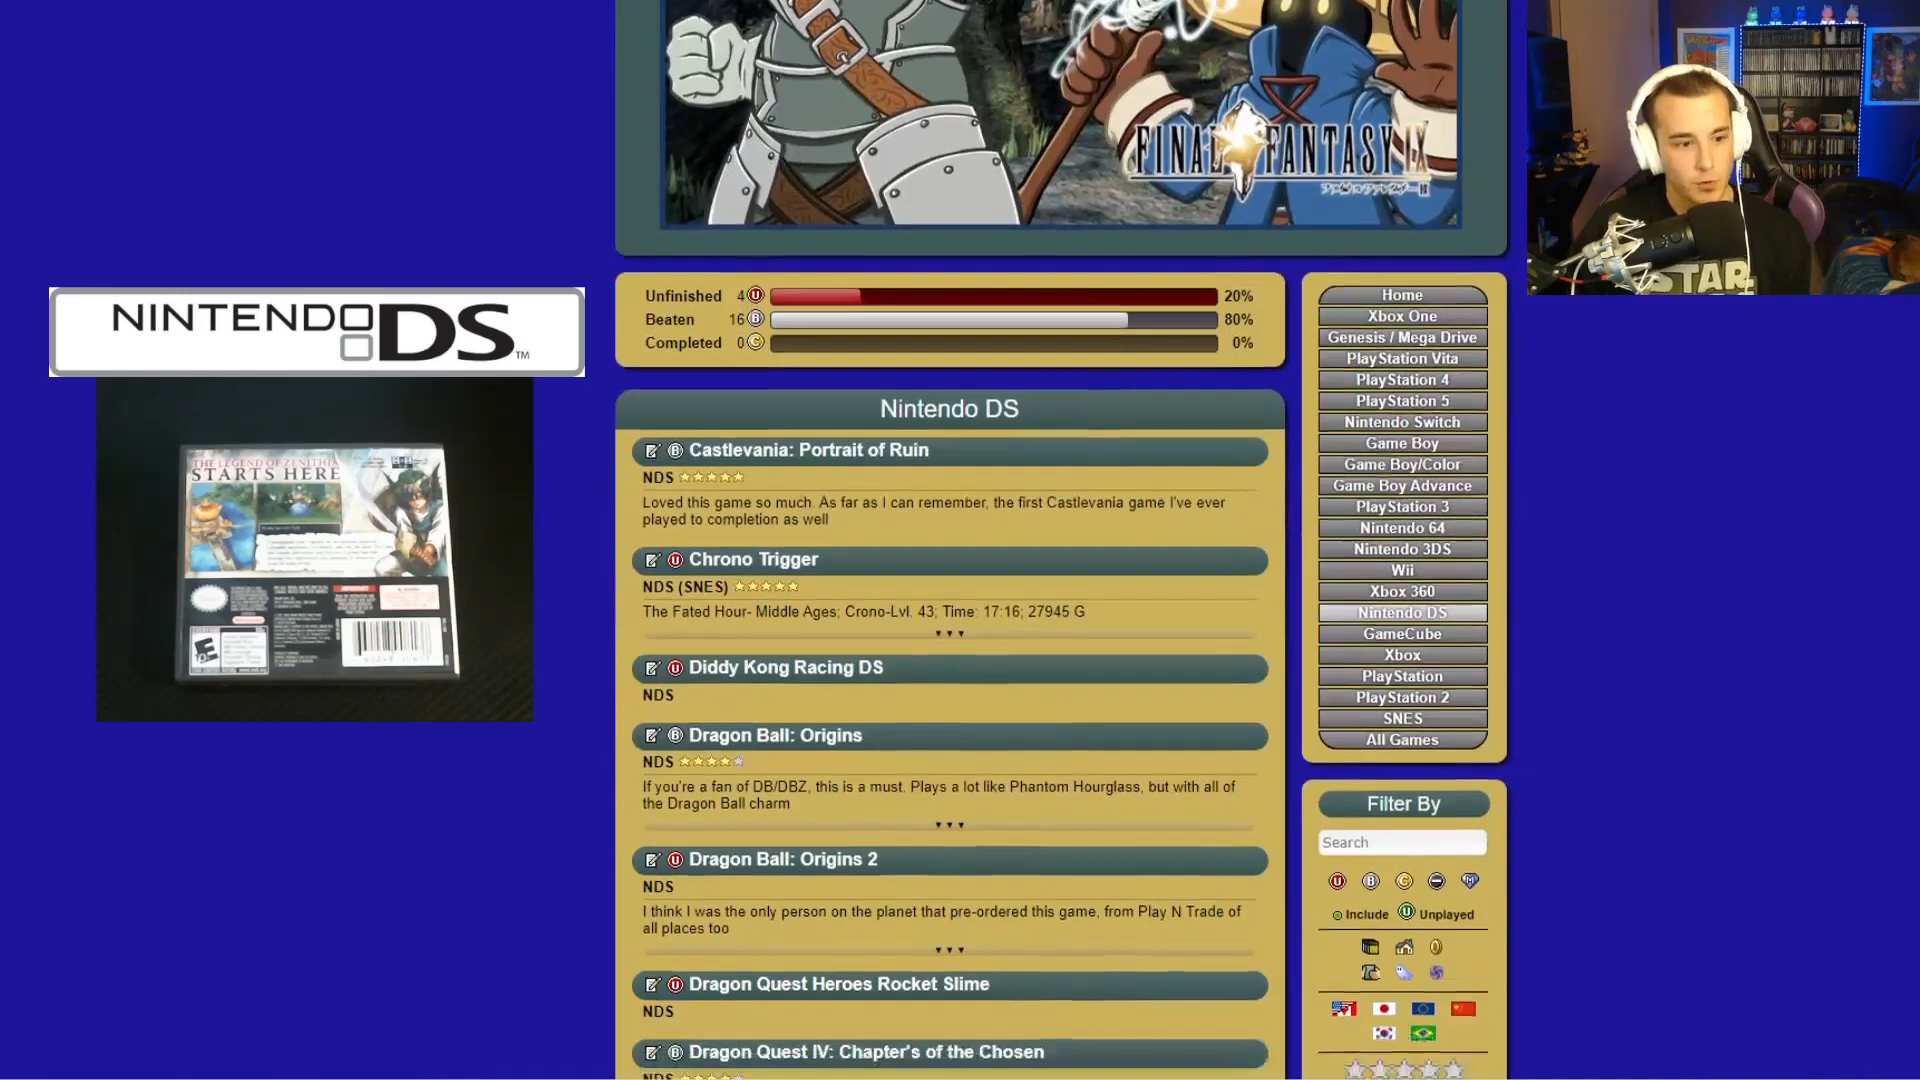 FINAL FANTASY IX
Unfinished 4 U 20%
Beaten 16 B 80%
Completed 0 C 0%
NINTENDO DS™
THE LEGEND OF ZENITHIA
STARTS HERE
E
Nintendo DS
B Castlevania: Portrait of Ruin
NDS
Loved this game so much. As far as I can remember, the first Castlevania game I've ever
played to completion as well
U Chrono Trigger
NDS (SNES)
The Fated Hour- Middle Ages; Crono-Lvl. 43; Time: 17:16; 27945 G
U Diddy Kong Racing DS
NDS
B Dragon Ball: Origins
NDS
If you're a fan of DB/DBZ, this is a must. Plays a lot like Phantom Hourglass, but with all of
the Dragon Ball charm
U Dragon Ball: Origins 2
NDS
I think I was the only person on the planet that pre-ordered this game, from Play N Trade of
all places too
U Dragon Quest Heroes Rocket Slime
NDS
B Dragon Quest IV: Chapter's of the Chosen
NDS
Home
Xbox One
Genesis / Mega Drive
PlayStation Vita
PlayStation 4
PlayStation 5
Nintendo Switch
Game Boy
Game Boy/Color
Game Boy Advance
PlayStation 3
Nintendo 64
Nintendo 3DS
Wii
Xbox 360
Nintendo DS
GameCube
Xbox
PlayStation
PlayStation 2
SNES
All Games
Filter By
Search
U B C M
Include U Unplayed
STAR